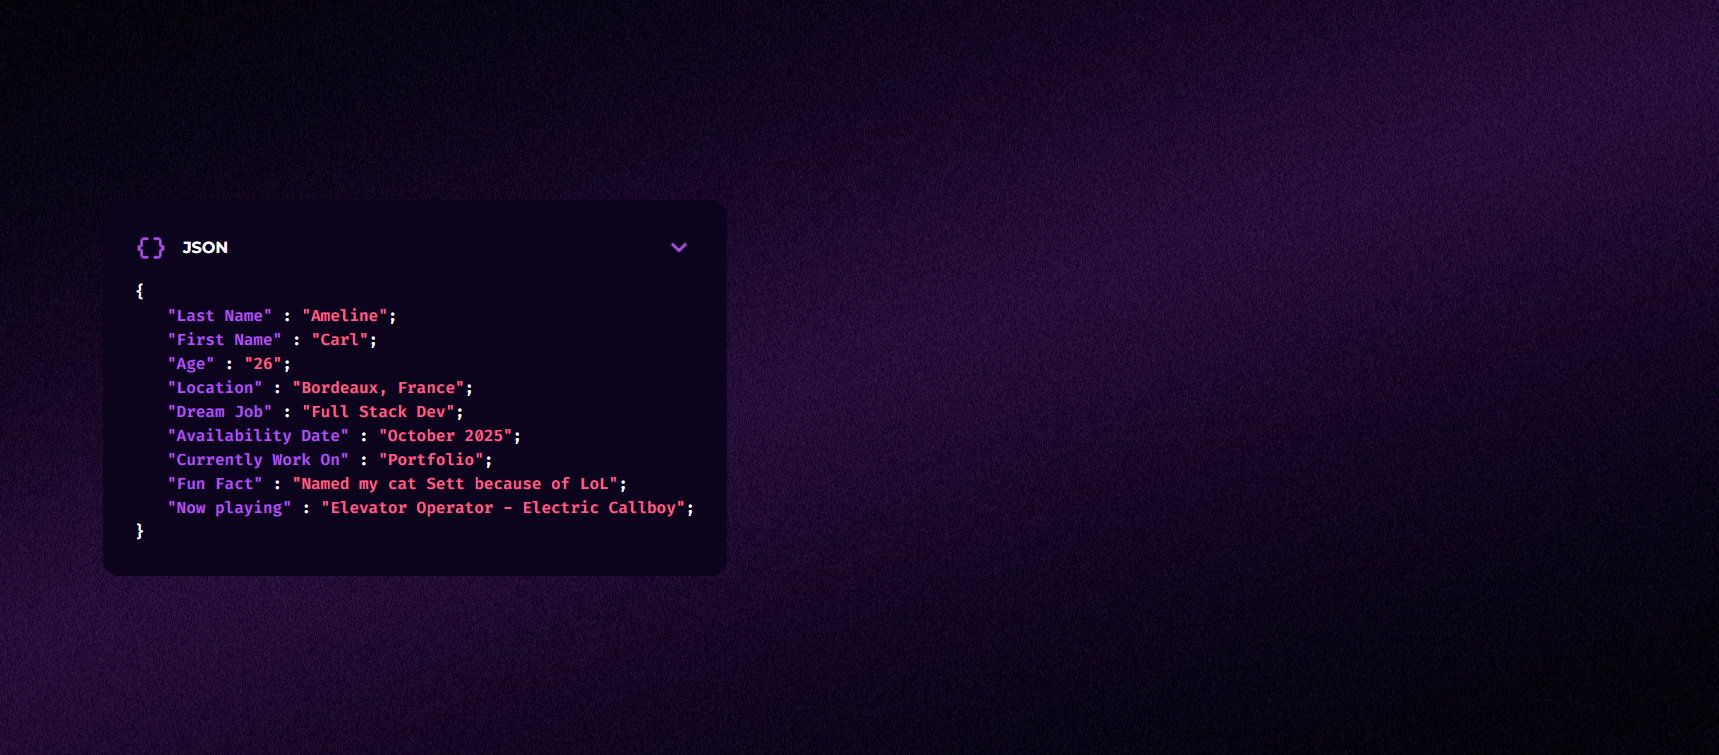 {} JSON
{
"Last Name" : "Ameline";
"First Name" : "Carl";
"Age" : "26";
"Location" : "Bordeaux, France";
"Dream Job" : "Full Stack Dev";
"Availability Date" : "October 2025";
"Currently Work On" : "Portfolio";
"Fun Fact" : "Named my cat Sett because of LoL";
"Now playing" : "Elevator Operator - Electric Callboy";
}